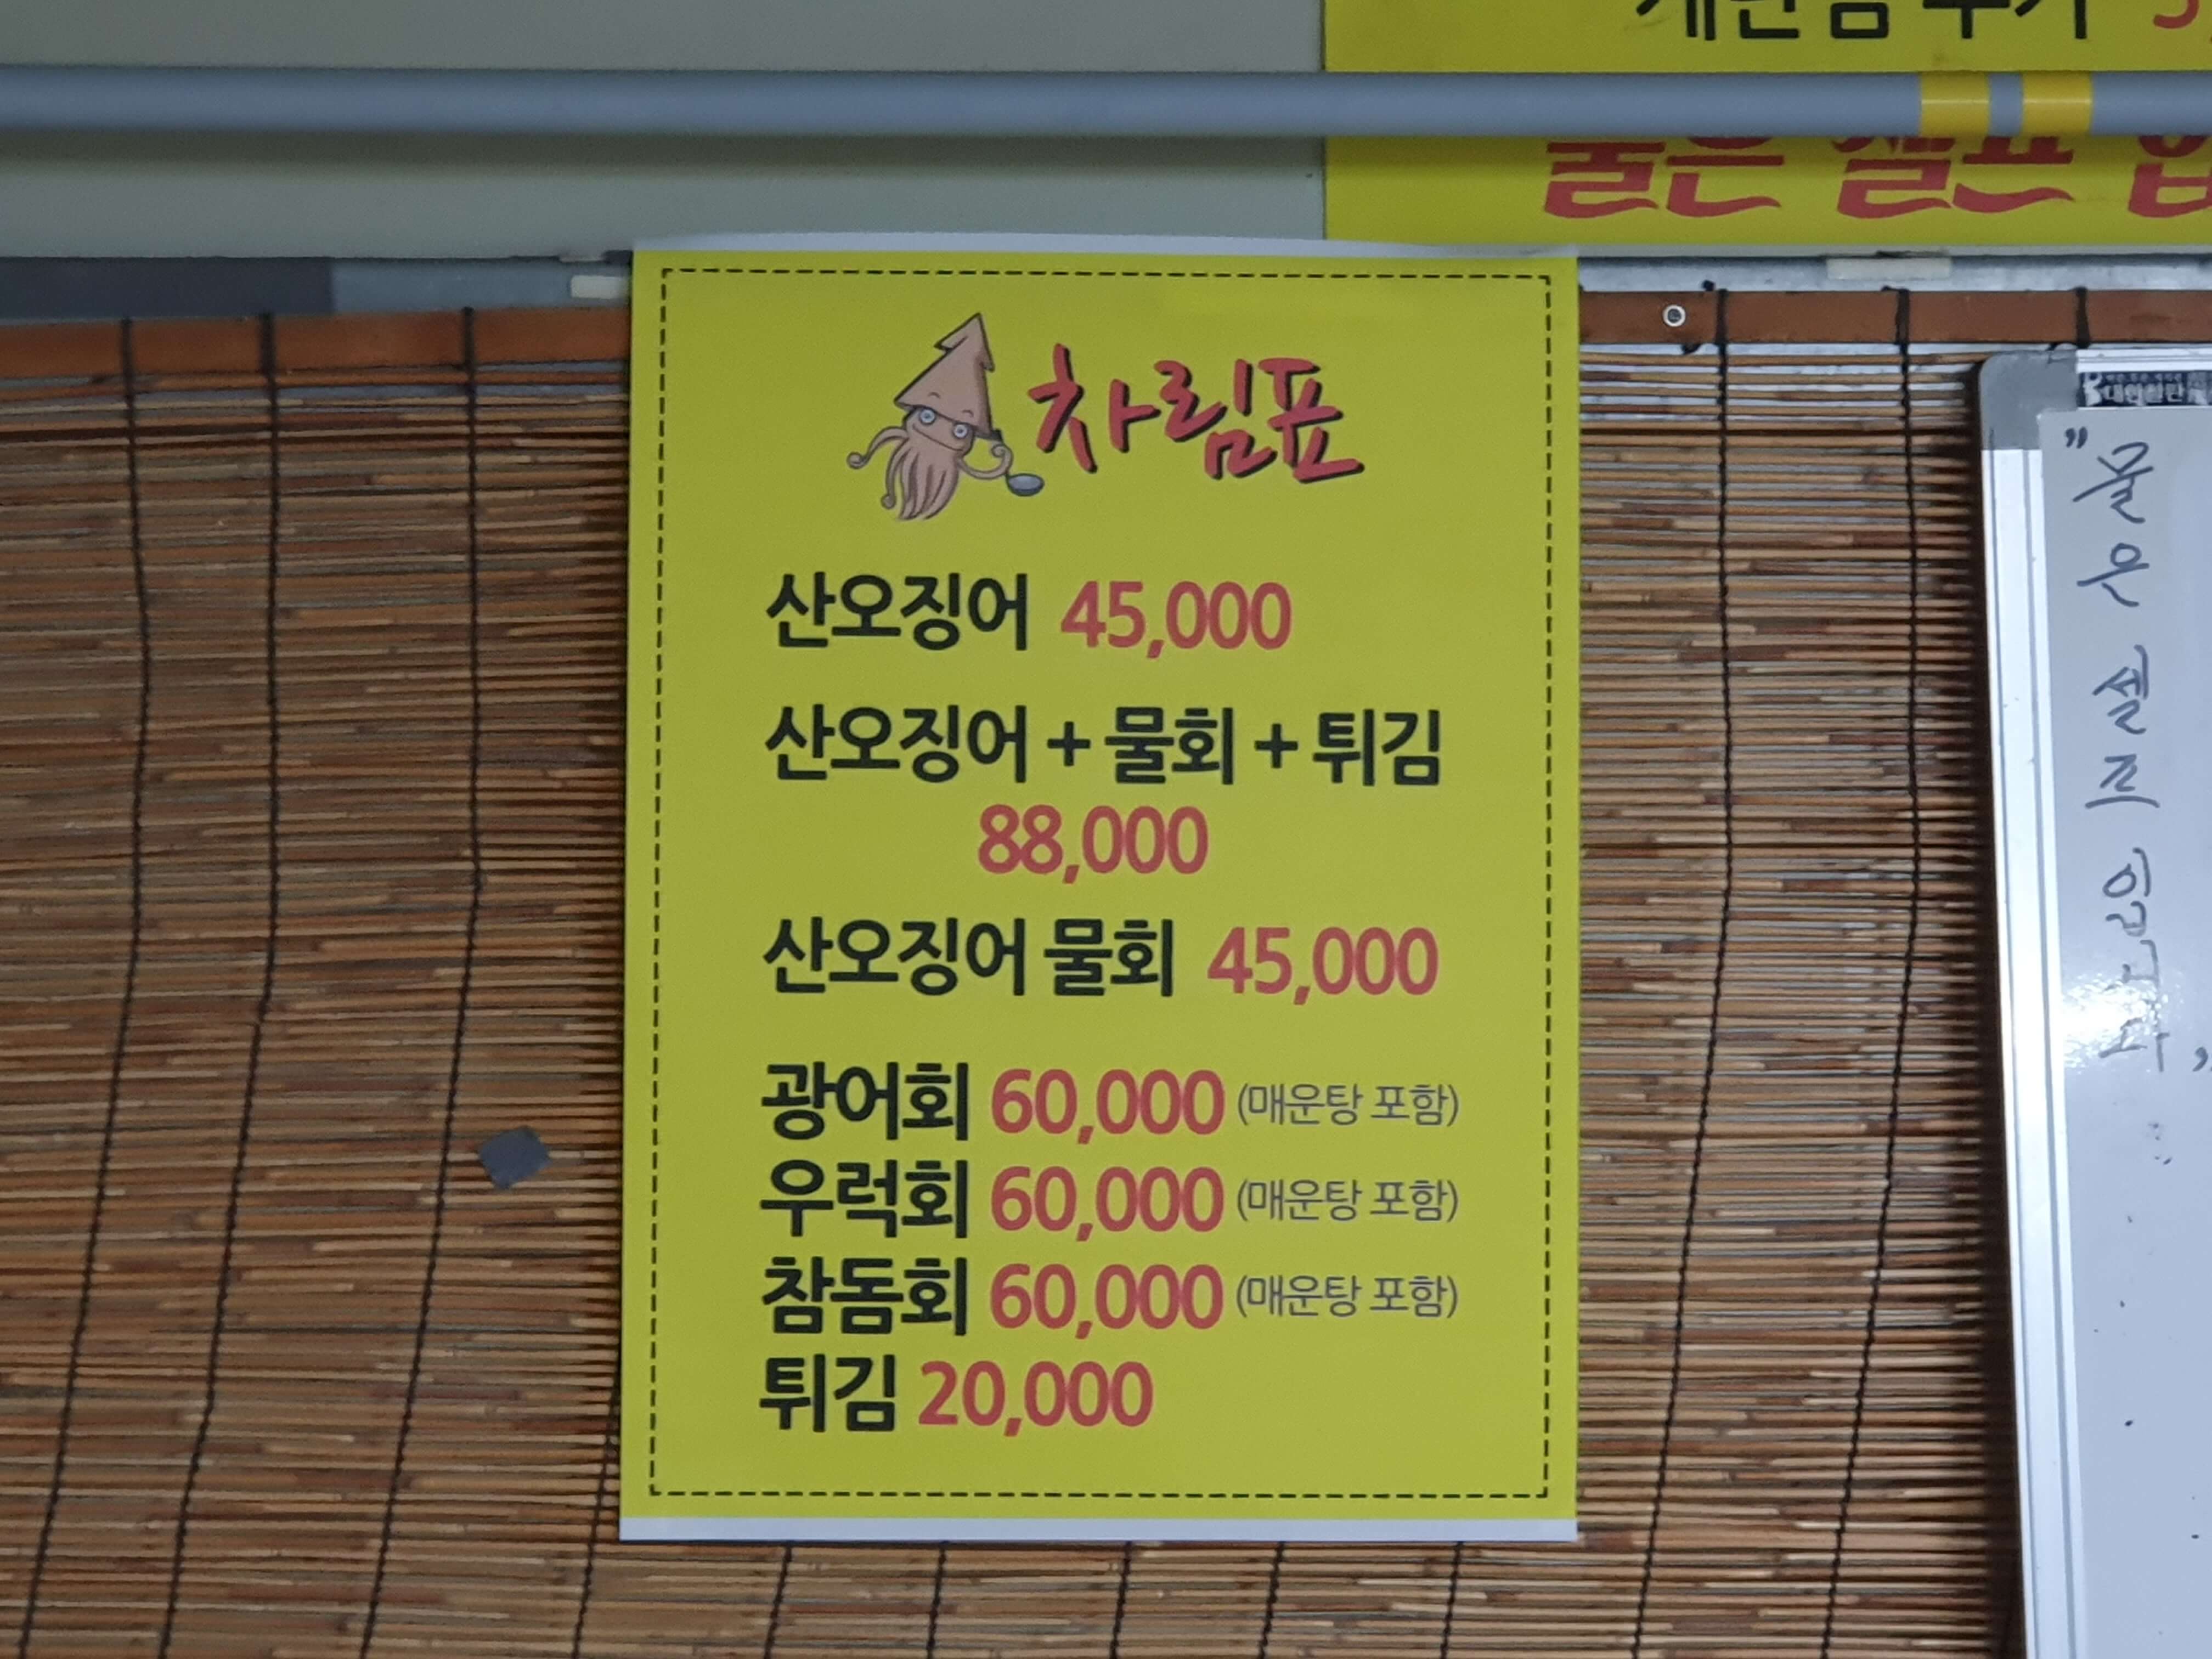 물은 셀프
차림표
산오징어 45,000
산오징어 + 물회 + 튀김
88,000
산오징어 물회 45,000
광어회 60,000 (매운탕 포함)
우럭회 60,000 (매운탕 포함)
참돔회 60,000 (매운탕 포함)
튀김 20,000